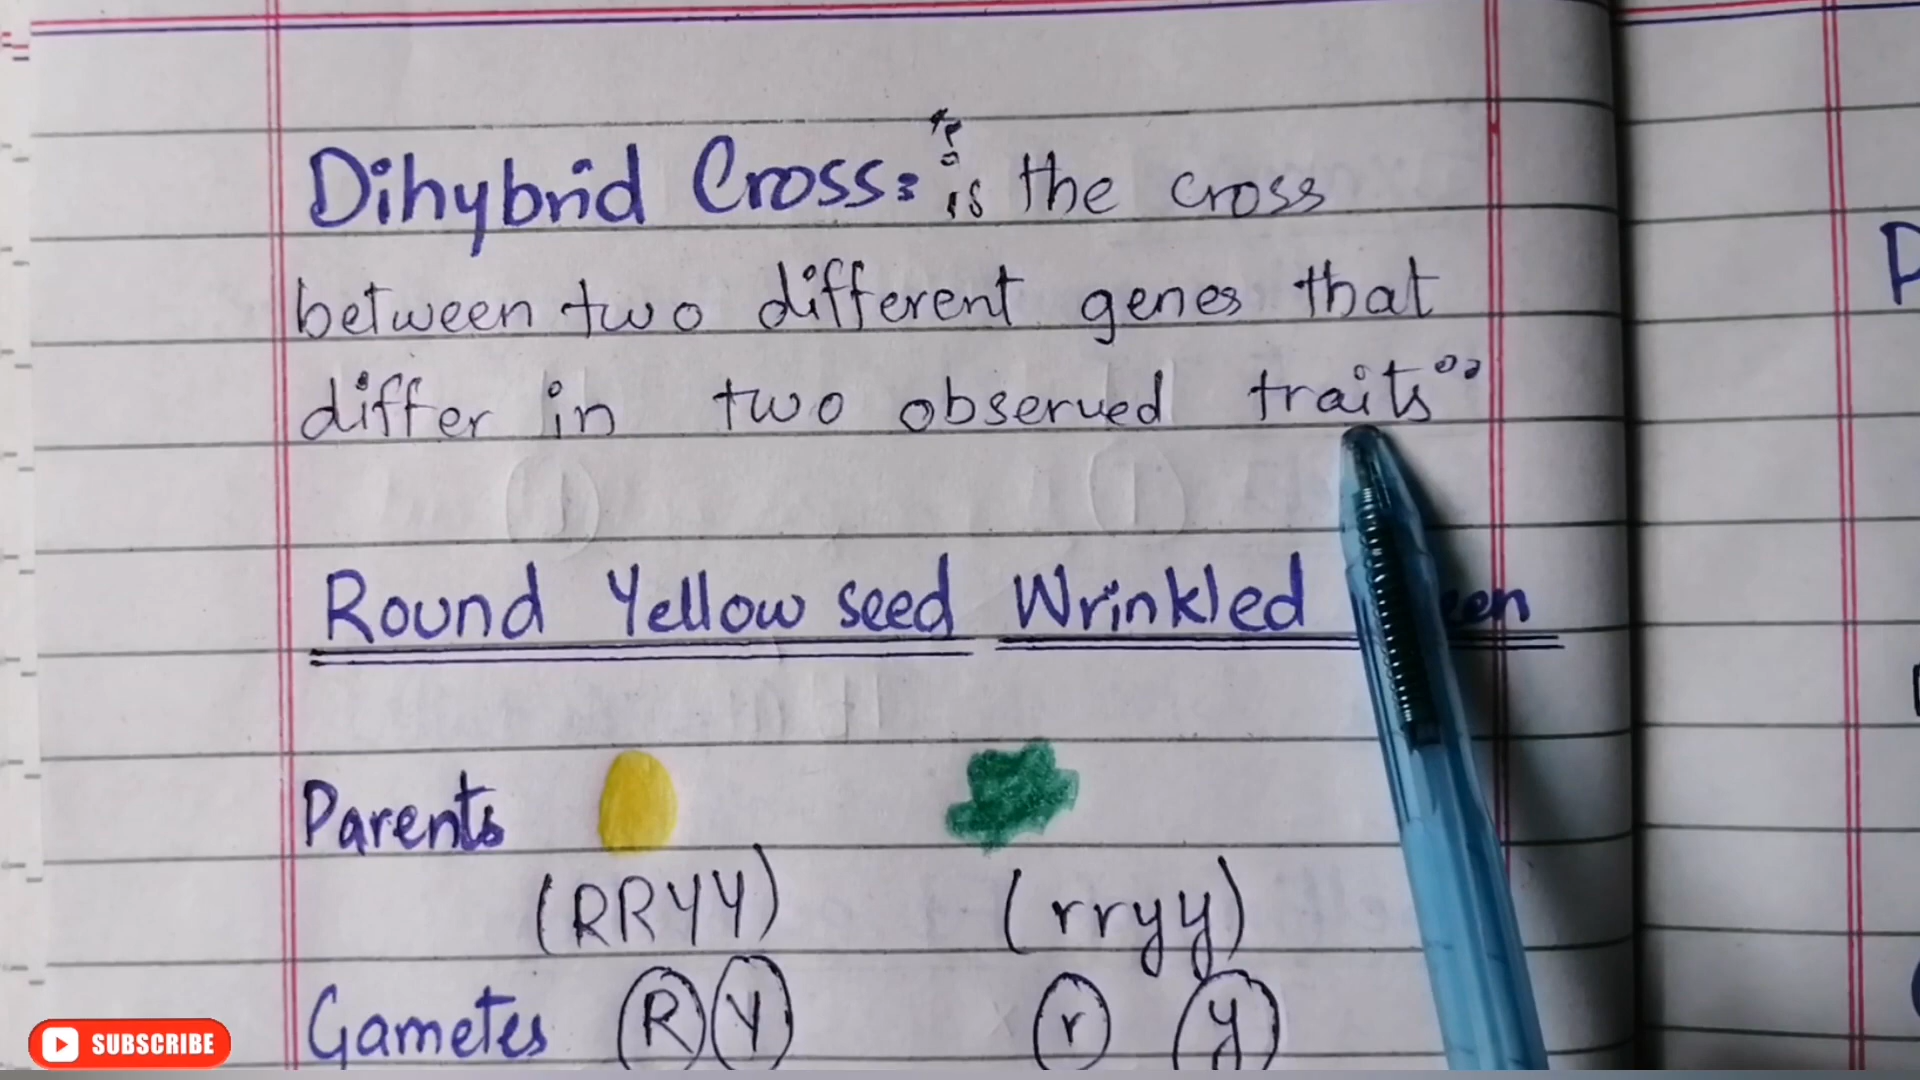 Dihybrid Cross: is the cross
between two different genes that
differ in two observed traits
Round Yellow seed Wrinkled
Parents
(RRYY) (rryy)
Gametes R Y r y
SUBSCRIBE